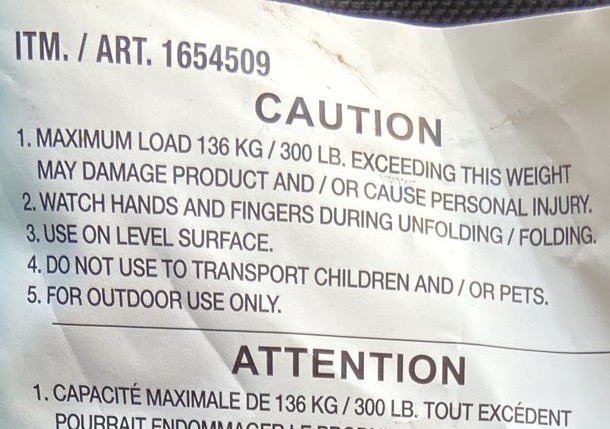 ITM. / ART. 1654509
CAUTION
1. MAXIMUM LOAD 136 KG / 300 LB. EXCEEDING THIS WEIGHT
MAY DAMAGE PRODUCT AND / OR CAUSE PERSONAL INJURY.
2. WATCH HANDS AND FINGERS DURING UNFOLDING / FOLDING.
3. USE ON LEVEL SURFACE.
4. DO NOT USE TO TRANSPORT CHILDREN AND / OR PETS.
5. FOR OUTDOOR USE ONLY.
ATTENTION
1. CAPACITÉ MAXIMALE DE 136 KG / 300 LB. TOUT EXCÉDENT
POURRAIT ENDOMMAGER LE